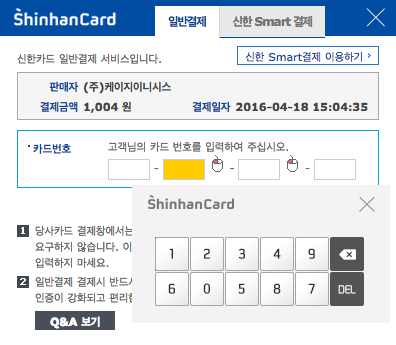 ShinhanCard 일반결제 신한 Smart 결제
신한카드 일반결제 서비스입니다. 신한 Smart결제 이용하기
판매자 (주)케이지이니시스
결제금액 1,004 원 결제일자 2016-04-18 15:04:35
카드번호 고객님의 카드 번호를 입력하여 주십시오.
- - -
ShinhanCard
1 2 3 4 9
6 0 5 8 7 DEL
1 당사카드 결제창에서는
요구하지 않습니다. 이
입력하지 마세요.
2 일반결제 결제시 반드시
인증이 강화되고 편리한
Q&A 보기